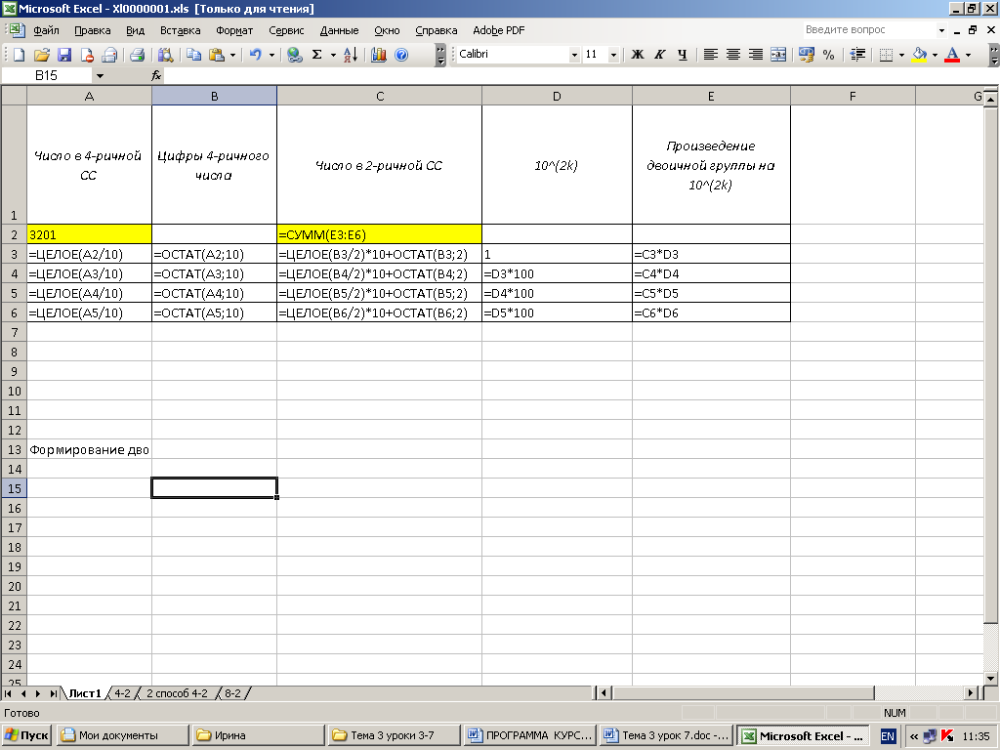 Microsoft Excel - Xl0000001.xls [Только для чтения]
Файл Правка Вид Вставка Формат Сервис Данные Окно Справка Adobe PDF Введите вопрос
Calibri 11 Ж К Ч %
B15 fx
A B C D E F G
Число в 4-ричной СС Цифры 4-ричного числа Число в 2-ричной СС 10^(2k) Произведение двоичной группы на 10^(2k)
1
2 3201 =СУММ(E3:E6)
3 =ЦЕЛОЕ(A2/10) =ОСТАТ(A2;10) =ЦЕЛОЕ(B3/2)*10+ОСТАТ(B3;2) 1 =C3*D3
4 =ЦЕЛОЕ(A3/10) =ОСТАТ(A3;10) =ЦЕЛОЕ(B4/2)*10+ОСТАТ(B4;2) =D3*100 =C4*D4
5 =ЦЕЛОЕ(A4/10) =ОСТАТ(A4;10) =ЦЕЛОЕ(B5/2)*10+ОСТАТ(B5;2) =D4*100 =C5*D5
6 =ЦЕЛОЕ(A5/10) =ОСТАТ(A5;10) =ЦЕЛОЕ(B6/2)*10+ОСТАТ(B6;2) =D5*100 =C6*D6
7
8
9
10
11
12
13 Формирование дво
14
15
16
17
18
19
20
21
22
23
24
25
Лист1 4-2 2 способ 4-2 8-2
Готово NUM
Пуск Мои документы Ирина Тема 3 уроки 3-7 ПРОГРАММА КУРС... Тема 3 урок 7.doc -... Microsoft Excel - ... EN « 11:35